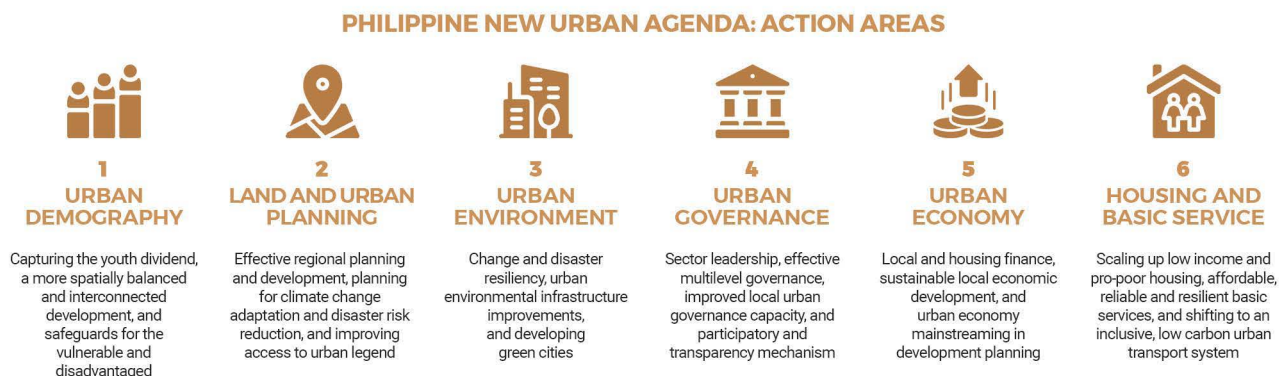 PHILIPPINE NEW URBAN AGENDA: ACTION AREAS
1
URBAN
DEMOGRAPHY
Capturing the youth dividend,
a more spatially balanced
and interconnected
development, and
safeguards for the
vulnerable and
disadvantaged
2
LAND AND URBAN
PLANNING
Effective regional planning
and development, planning
for climate change
adaptation and disaster risk
reduction, and improving
access to urban legend
3
URBAN
ENVIRONMENT
Change and disaster
resiliency, urban
environmental infrastructure
improvements,
and developing
green cities
4
URBAN
GOVERNANCE
Sector leadership, effective
multilevel governance,
improved local urban
governance capacity, and
participatory and
transparency mechanism
5
URBAN
ECONOMY
Local and housing finance,
sustainable local economic
development, and
urban economy
mainstreaming in
development planning
6
HOUSING AND
BASIC SERVICE
Scaling up low income and
pro-poor housing, affordable,
reliable and resilient basic
services, and shifting to an
inclusive, low carbon urban
transport system